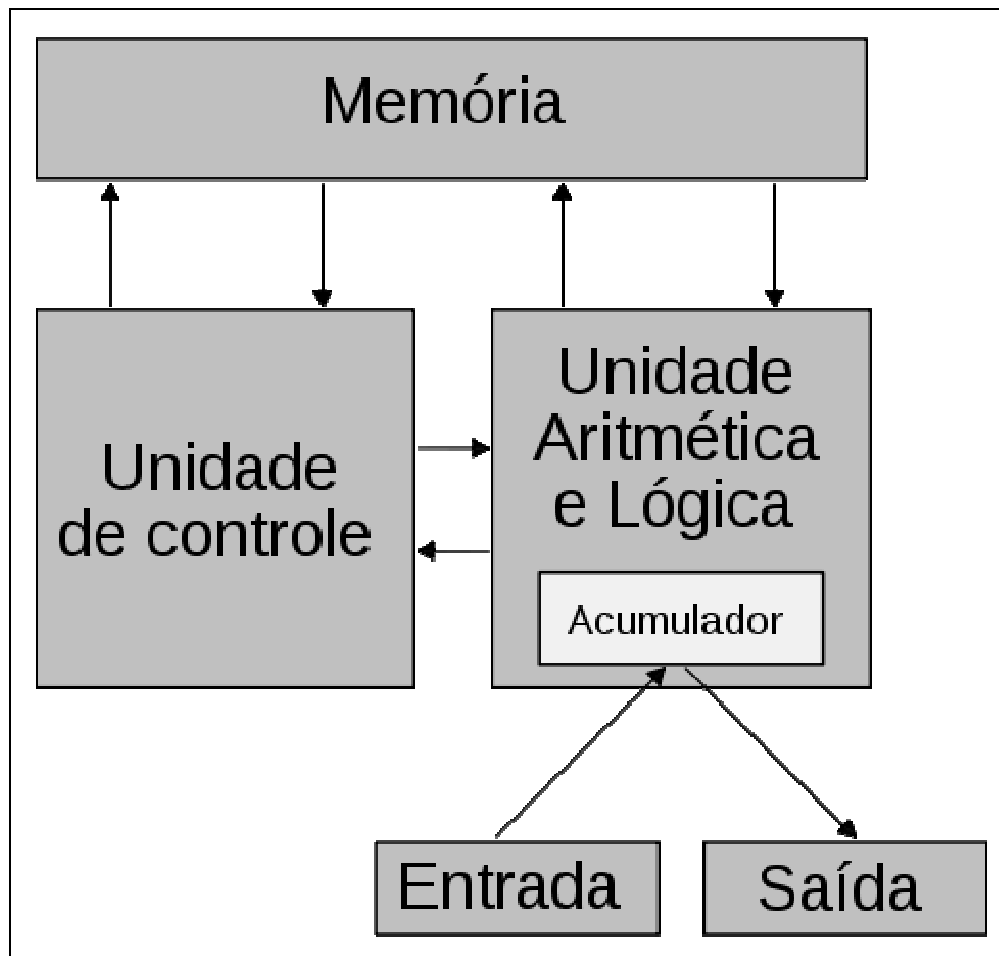 Memória
Unidade
de controle
Unidade
Aritmética
e Lógica
Acumulador
Entrada
Saída